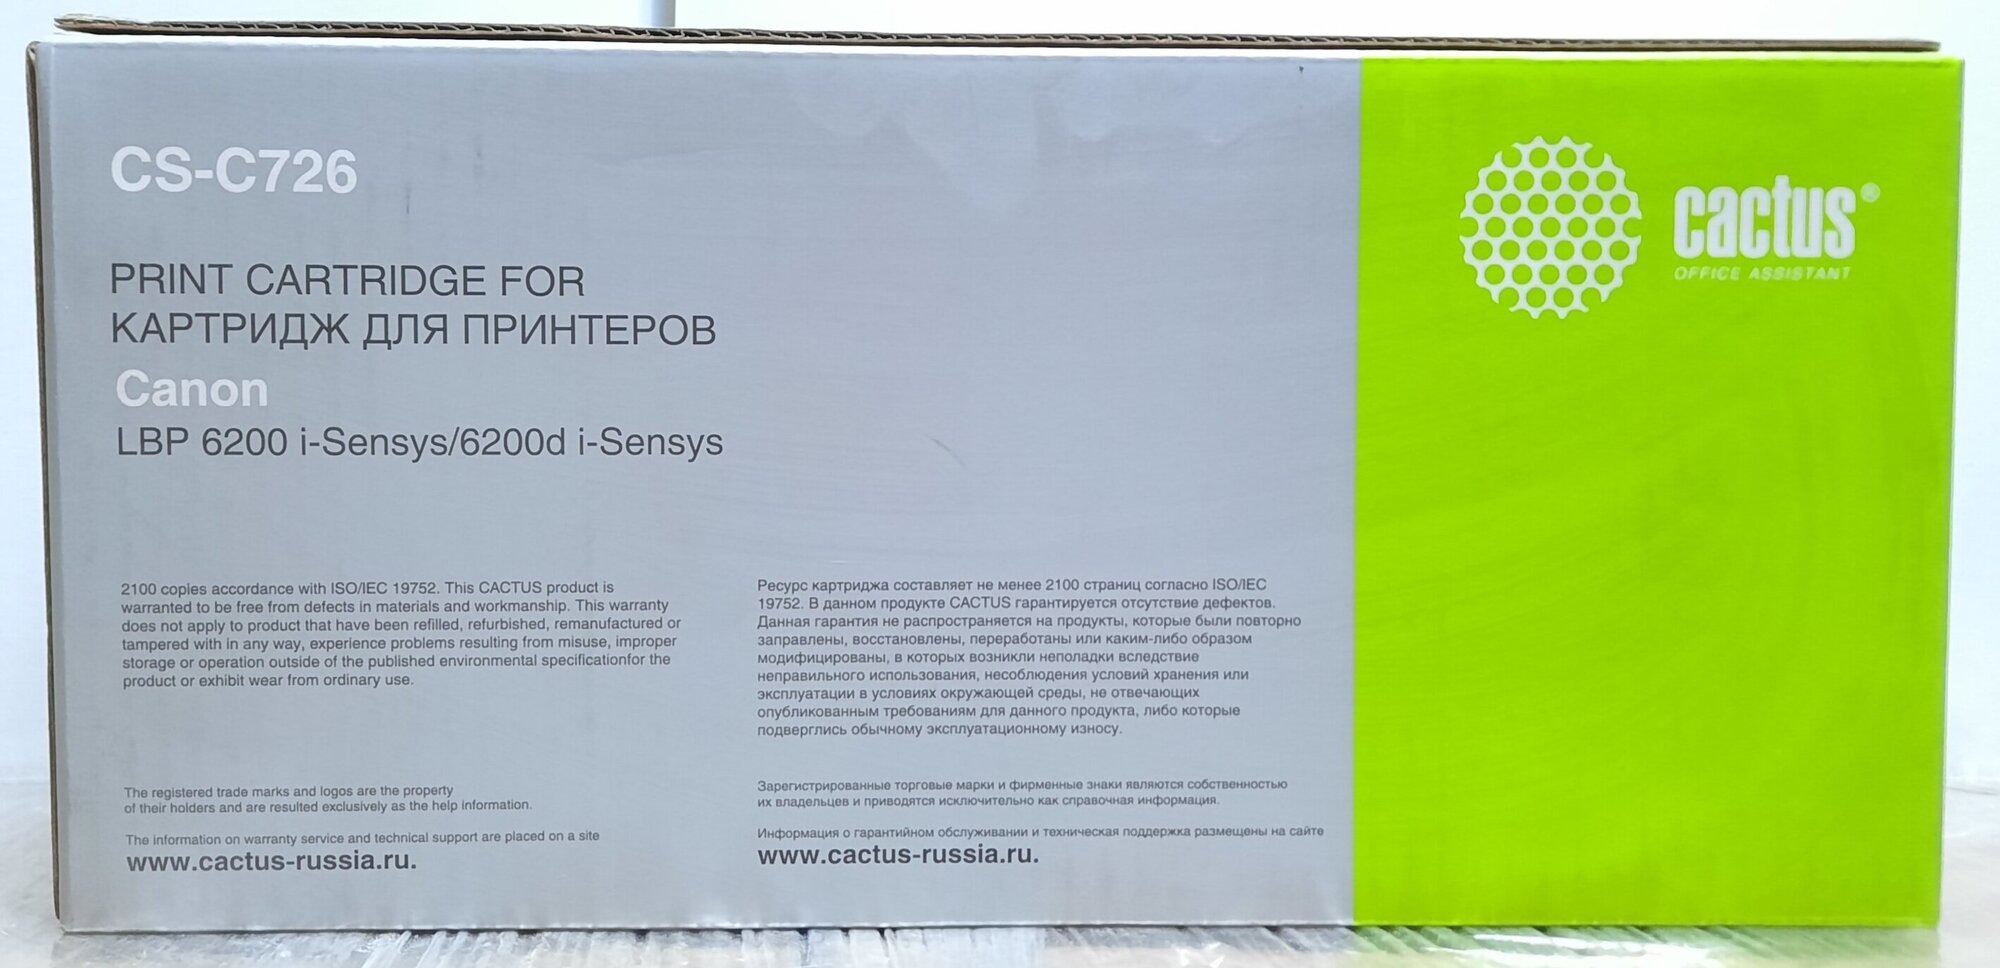 CS-C726
PRINT CARTRIDGE FOR
КАРТРИДЖ ДЛЯ ПРИНТЕРОВ
Canon
LBP 6200 i-Sensys/6200d i-Sensys
2100 copies accordance with ISO/IEC 19752. This CACTUS product is
warranted to be free from defects in materials and workmanship. This warranty
does not apply to product that have been refilled, refurbished, remanufactured or
tampered with in any way, experience problems resulting from misuse, improper
storage or operation outside of the published environmental specificationfor the
product or exhibit wear from ordinary use.
The registered trade marks and logos are the property
of their holders and are resulted exclusively as the help information.
The information on warranty service and technical support are placed on a site
www.cactus-russia.ru.
Ресурс картриджа составляет не менее 2100 страниц согласно ISO/IEC
19752. В данном продукте CACTUS гарантируется отсутствие дефектов.
Данная гарантия не распространяется на продукты, которые были повторно
заправлены, восстановлены, переработаны или каким-либо образом
модифицированы, в которых возникли неполадки вследствие
неправильного использования, несоблюдения условий хранения или
эксплуатации в условиях окружающей среды, не отвечающих
опубликованным требованиям для данного продукта, либо которые
подверглись обычному эксплуатационному износу.
Зарегистрированные торговые марки и фирменные знаки являются собственностью
их владельцев и приводятся исключительно как справочная информация.
Информация о гарантийном обслуживании и техническая поддержка размещены на сайте
www.cactus-russia.ru.
cactus®
OFFICE ASSISTANT